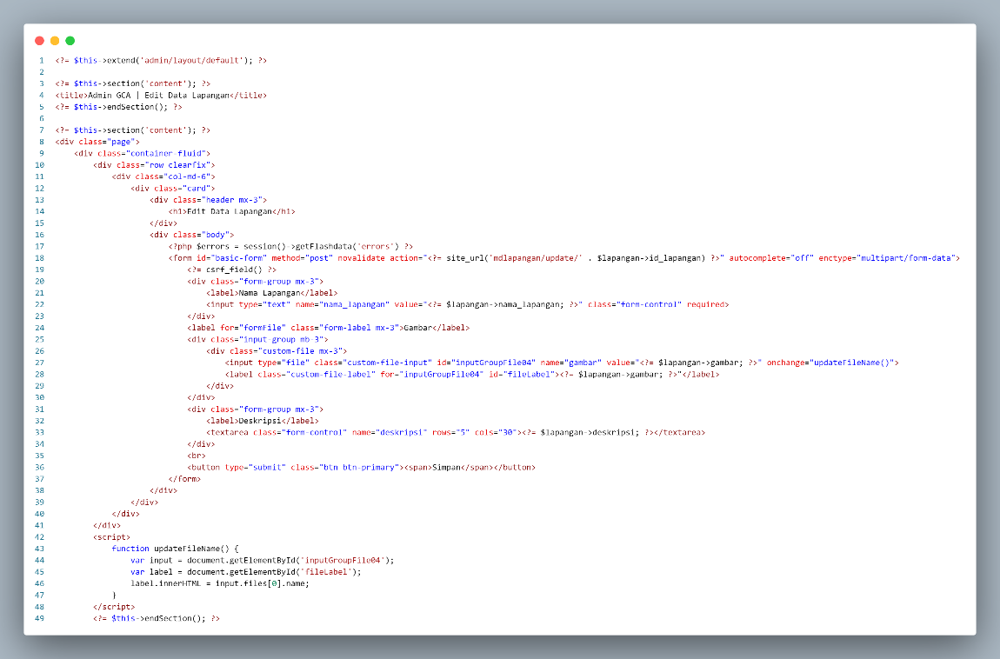 1 <?= $this->extend('admin/layout/default'); ?>
2
3 <?= $this->section('content'); ?>
4 <title>Admin GCA | Edit Data Lapangan</title>
5 <?= $this->endSection(); ?>
6
7 <?= $this->section('content'); ?>
8 <div class="page">
9     <div class="container-fluid">
10         <div class="row clearfix">
11             <div class="col-md-6">
12                 <div class="card">
13                     <div class="header mx-3">
14                         <h1>Edit Data Lapangan</h1>
15                     </div>
16                     <div class="body">
17                         <?php $errors = session()->getFlashdata('errors') ?>
18                         <form id="basic-form" method="post" novalidate action="<?= site_url('mdlapangan/update/' . $lapangan->id_lapangan) ?>" autocomplete="off" enctype="multipart/form-data">
19                             <?= csrf_field() ?>
20                             <div class="form-group mx-3">
21                                 <label>Nama Lapangan</label>
22                                 <input type="text" name="nama_lapangan" value="<?= $lapangan->nama_lapangan; ?>" class="form-control" required>
23                             </div>
24                             <label for="formFile" class="form-label mx-3">Gambar</label>
25                             <div class="input-group mb-3">
26                                 <div class="custom-file mx-3">
27                                     <input type="file" class="custom-file-input" id="inputGroupFile04" name="gambar" value="<?= $lapangan->gambar; ?>" onchange="updateFileName()">
28                                     <label class="custom-file-label" for="inputGroupFile04" id="fileLabel"><?= $lapangan->gambar; ?>"</label>
29                                 </div>
30                             </div>
31                             <div class="form-group mx-3">
32                                 <label>Deskripsi</label>
33                                 <textarea class="form-control" name="deskripsi" rows="5" cols="30"><?= $lapangan->deskripsi; ?></textarea>
34                             </div>
35                             <br>
36                             <button type="submit" class="btn btn-primary"><span>Simpan</span></button>
37                         </form>
38                     </div>
39                 </div>
40             </div>
41         </div>
42         <script>
43             function updateFileName() {
44                 var input = document.getElementById('inputGroupFile04');
45                 var label = document.getElementById('fileLabel');
46                 label.innerHTML = input.files[0].name;
47             }
48         </script>
49         <?= $this->endSection(); ?>